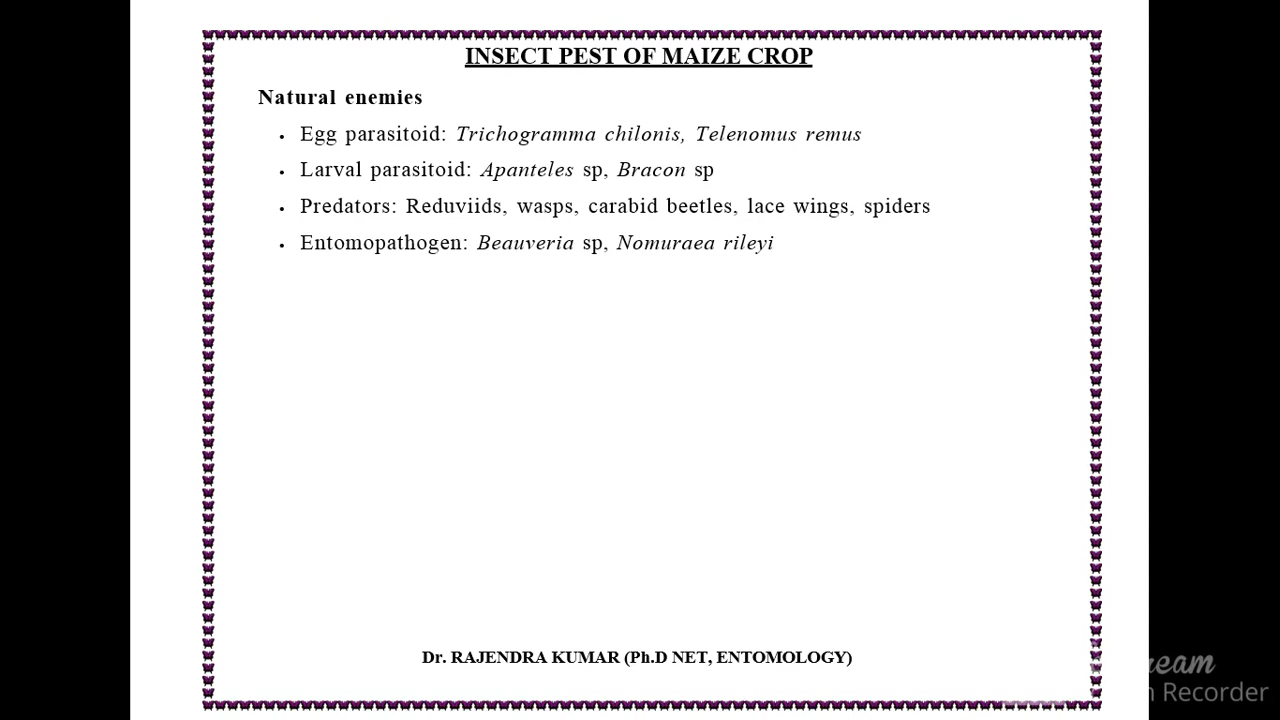 INSECT PEST OF MAIZE CROP
Natural enemies
• Egg parasitoid: Trichogramma chilonis, Telenomus remus
• Larval parasitoid: Apanteles sp, Bracon sp
• Predators: Reduviids, wasps, carabid beetles, lace wings, spiders
• Entomopathogen: Beauveria sp, Nomuraea rileyi
Dr. RAJENDRA KUMAR (Ph.D NET, ENTOMOLOGY)
Recorder